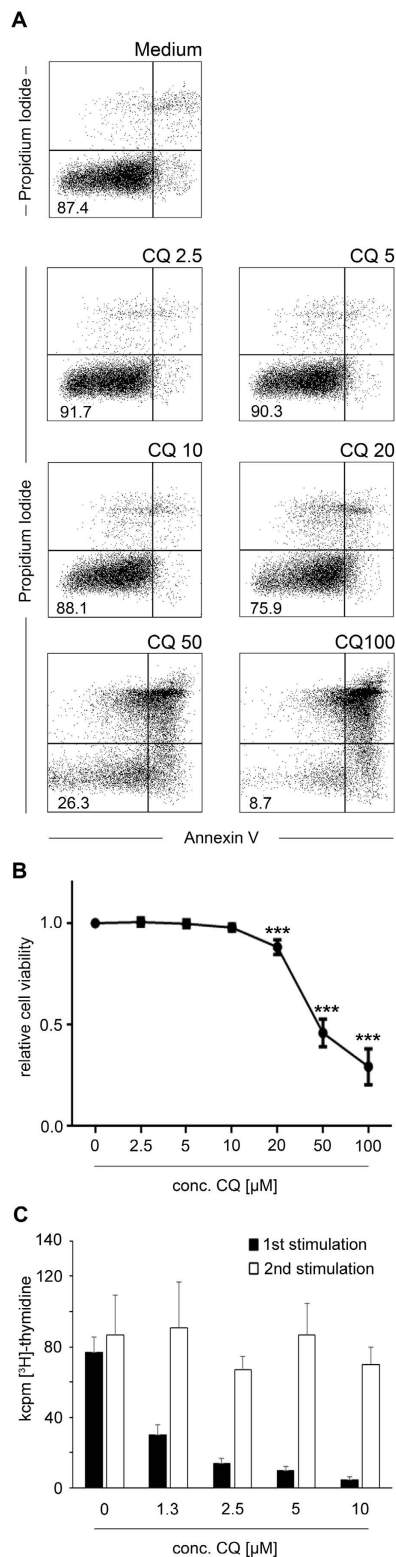 A
Medium
– Propidium Iodide –
87.4
CQ 2.5
CQ 5
91.7
90.3
CQ 10
CQ 20
Propidium Iodide
88.1
75.9
CQ 50
CQ100
26.3
8.7
Annexin V
B
relative cell viability
1.0
***
***
***
0.5
0.0
0 2.5 5 10 20 50 100
conc. CQ [µM]
C
kcpm [³H]-thymidine
140
1st stimulation
2nd stimulation
120
80
40
0
0 1.3 2.5 5 10
conc. CQ [µM]